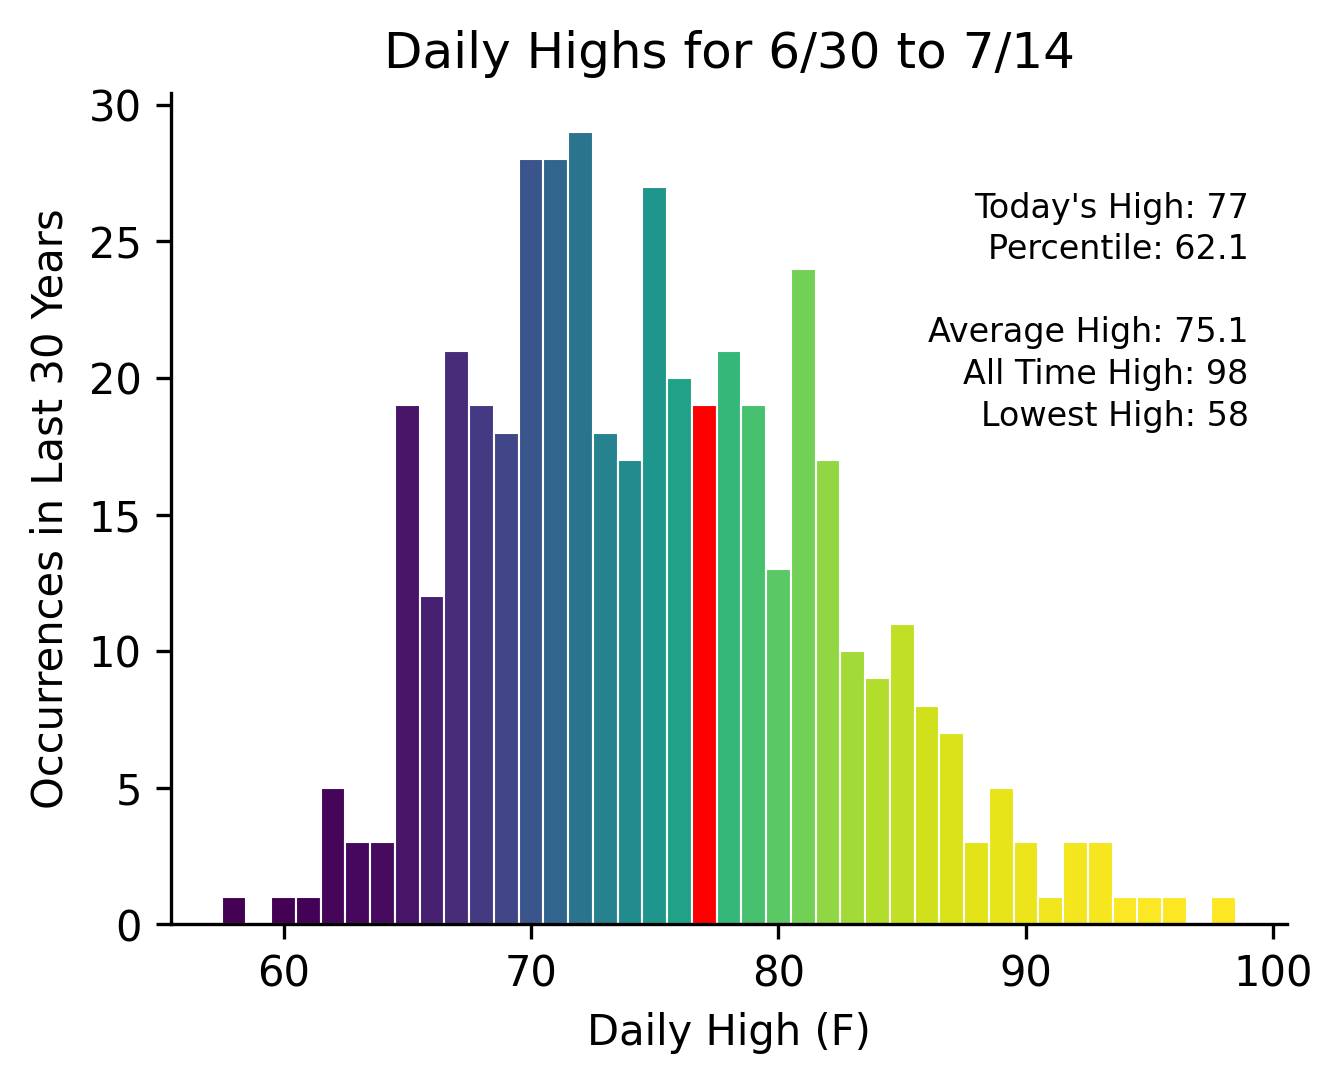 Daily Highs for 6/30 to 7/14
30
25
20
15
10
5
0
Occurrences in Last 30 Years
Today's High: 77
Percentile: 62.1
Average High: 75.1
All Time High: 98
Lowest High: 58
60 70 80 90 100
Daily High (F)